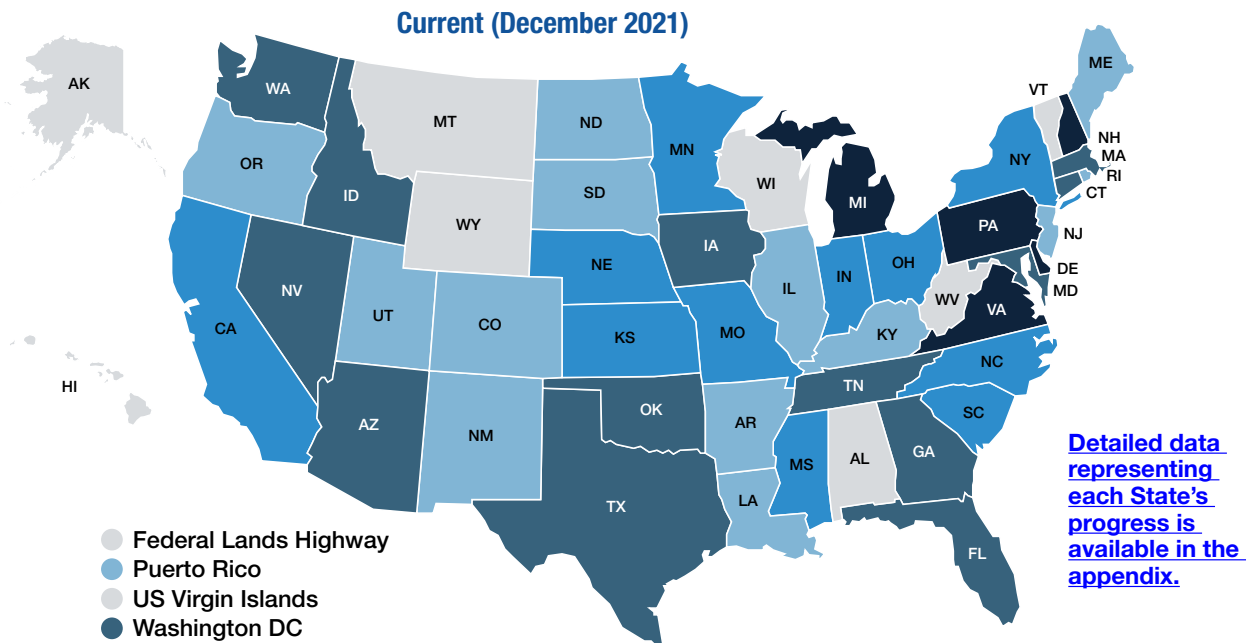 Current (December 2021)
AK
WA
MT
ND
MN
VT
ME
OR
ID
SD
WI
NY
NH
MA
RI
CT
WY
MI
IA
PA
NJ
NE
NV
IN
OH
DE
MD
IL
WV
VA
UT
CO
CA
KS
MO
KY
NC
HI
TN
OK
AR
SC
AZ
NM
GA
MS
AL
LA
TX
FL
Detailed data
representing
each State’s
progress is
available in the
appendix.
Federal Lands Highway
Puerto Rico
US Virgin Islands
Washington DC